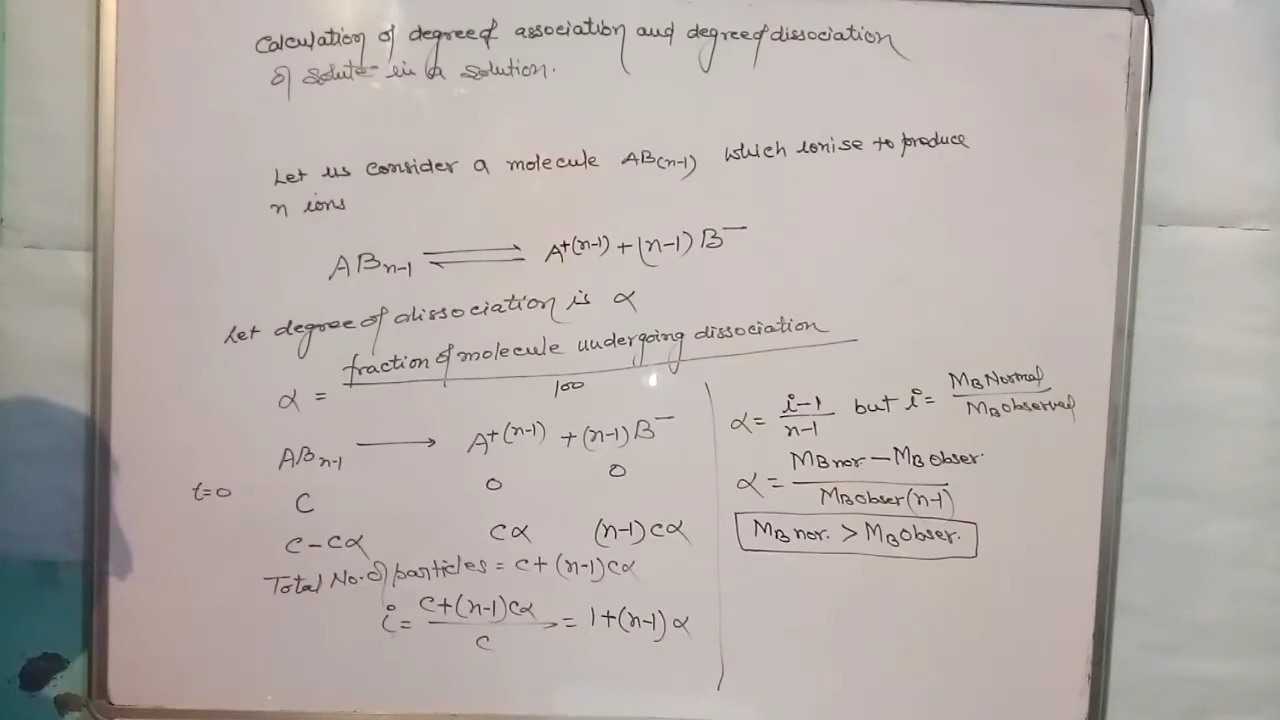 Calculation of degree of association and degree of dissociation
of solute in a solution.
Let us consider a molecule AB(n-1) which ionise to produce
n ions
ABn-1 ⇌ A+(n-1) + (n-1) B−
Let degree of dissociation is α
α = fraction of molecule undergoing dissociation / 100
ABn-1 ⟶ A+(n-1) + (n-1) B−
t=0 C 0 0
C-Cα Cα (n-1) Cα
Total No. of particles = C + (n-1) Cα
i = C+(n-1)Cα / C = 1+(n-1) α
α = i-1 / n-1 but i = MB Normal / MB observed
α = MB nor. - MB obser. / MB obser (n-1)
MB nor. > MB obser.